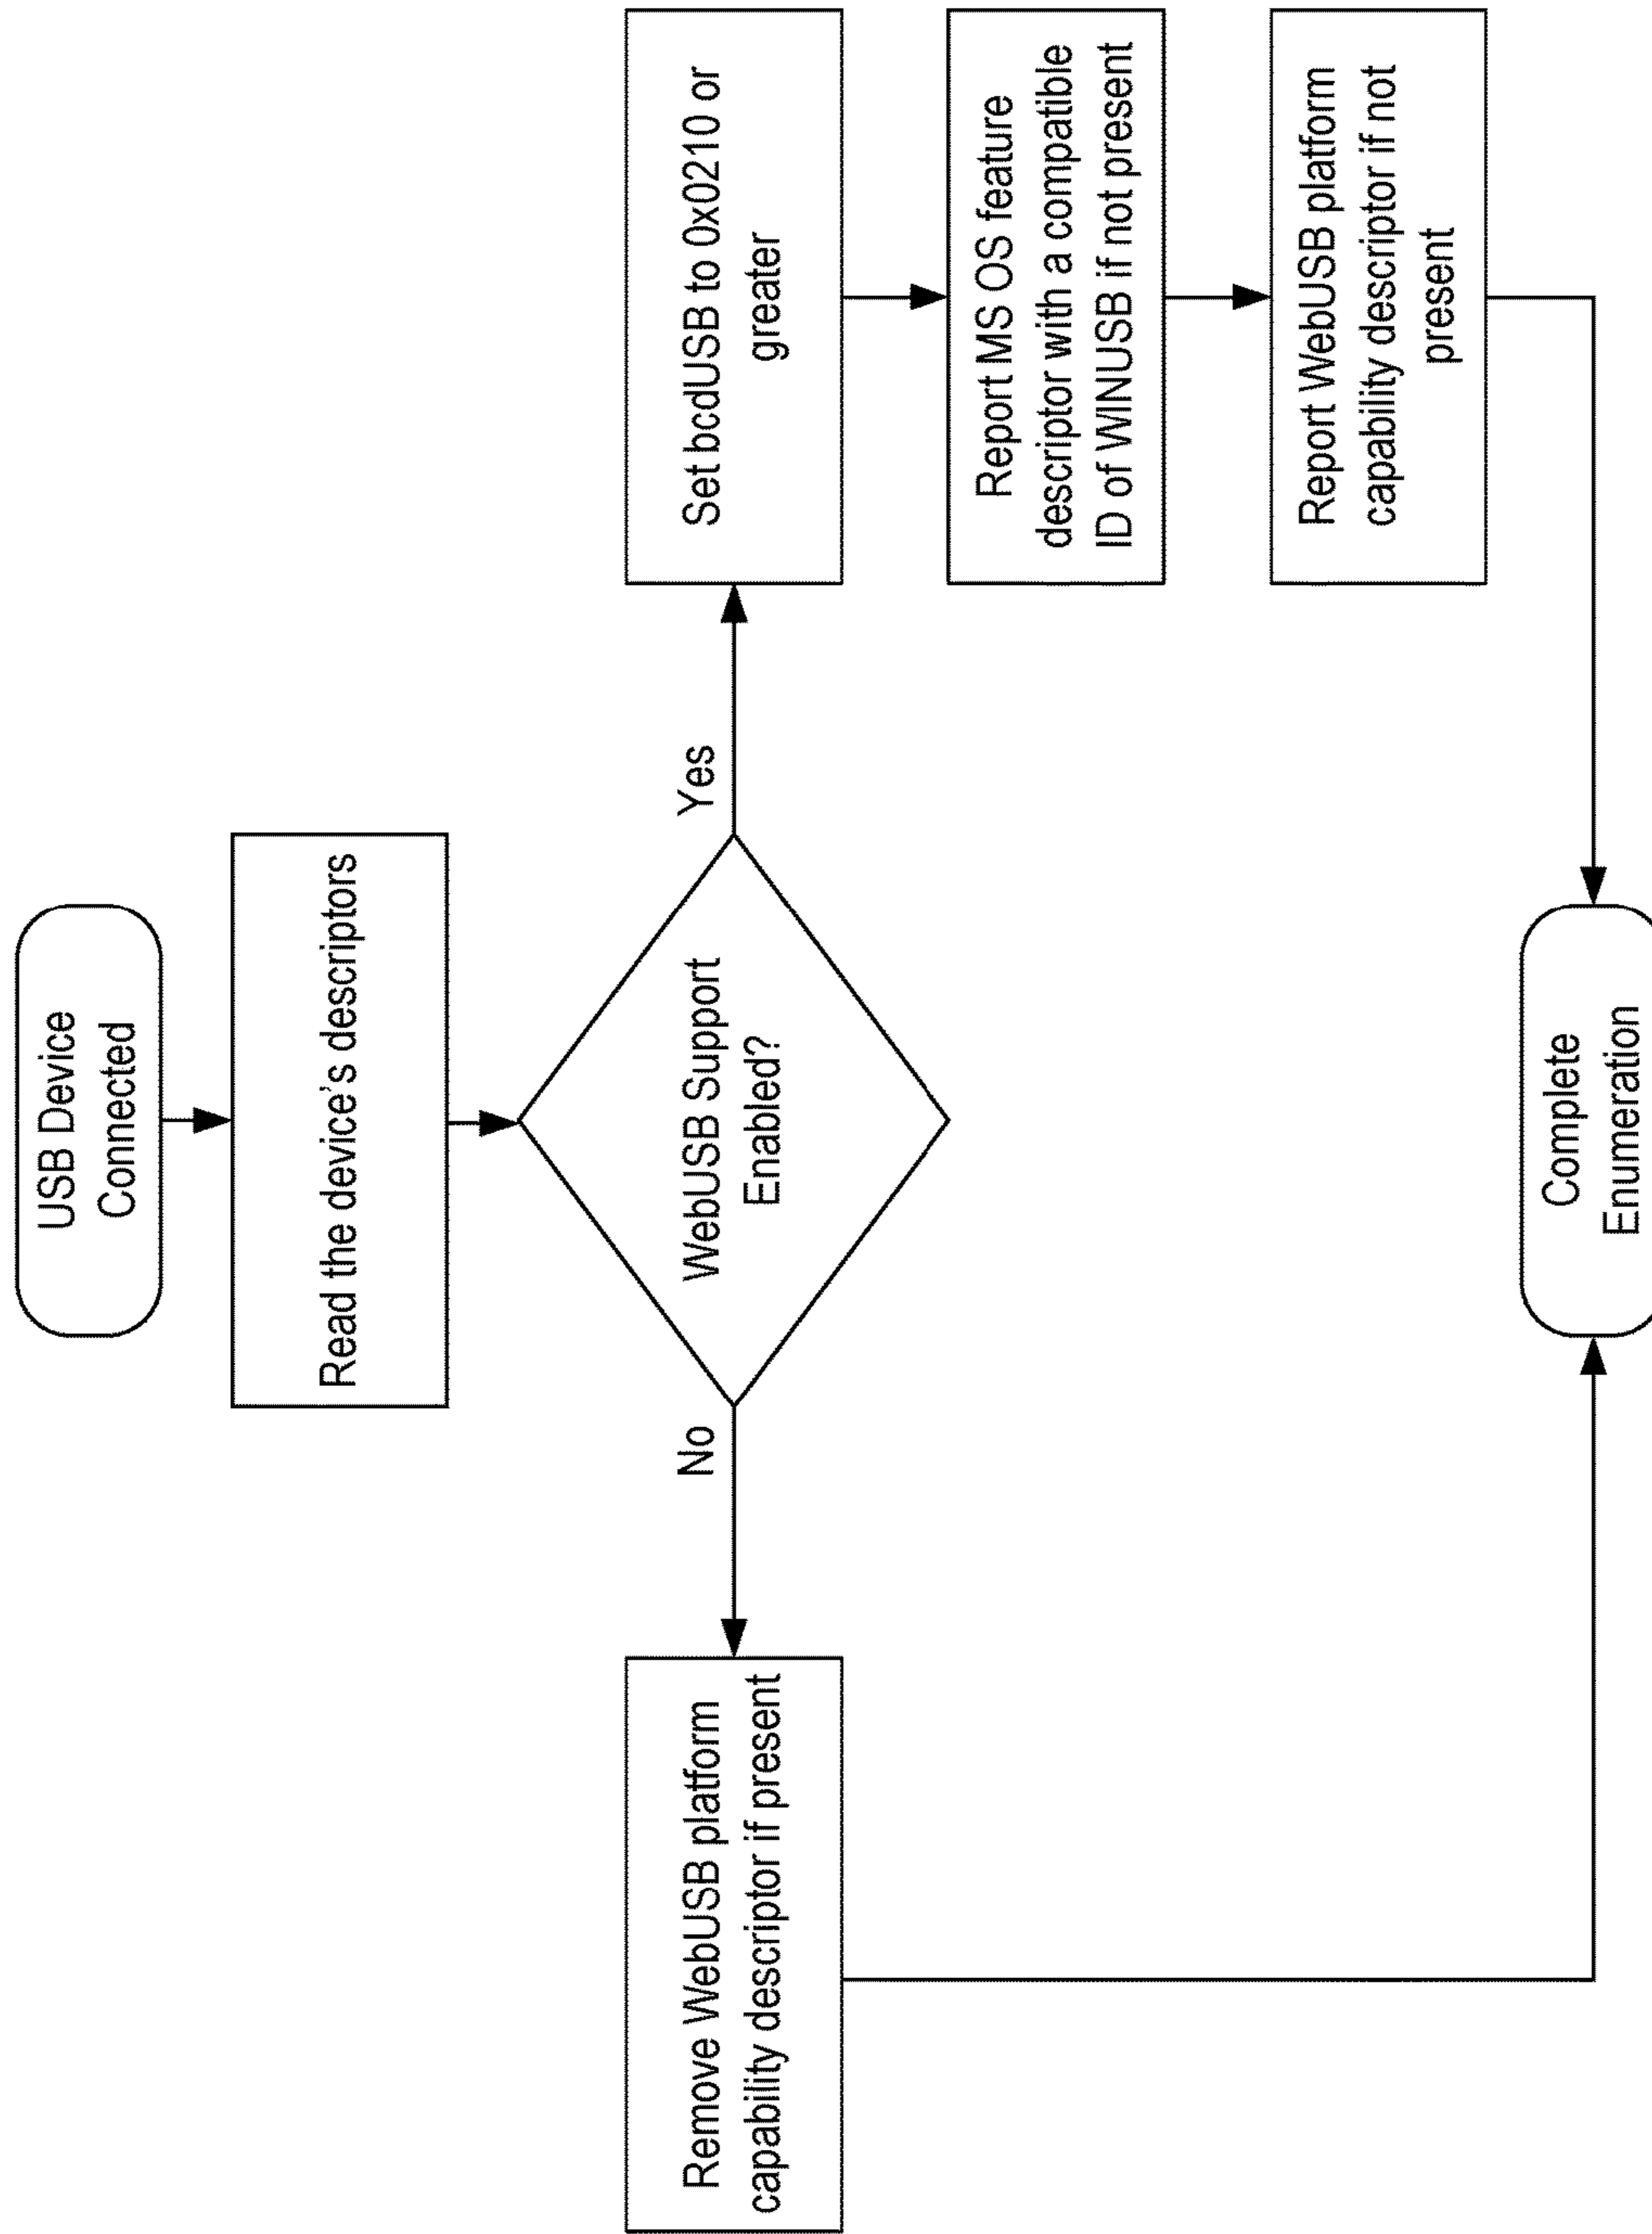 USB Device
Connected
Read the device's descriptors
WebUSB Support
Enabled?
No
Yes
Remove WebUSB platform
capability descriptor if present
Set bcdUSB to 0x0210 or
greater
Report MS OS feature
descriptor with a compatible
ID of WINUSB if not present
Report WebUSB platform
capability descriptor if not
present
Complete
Enumeration